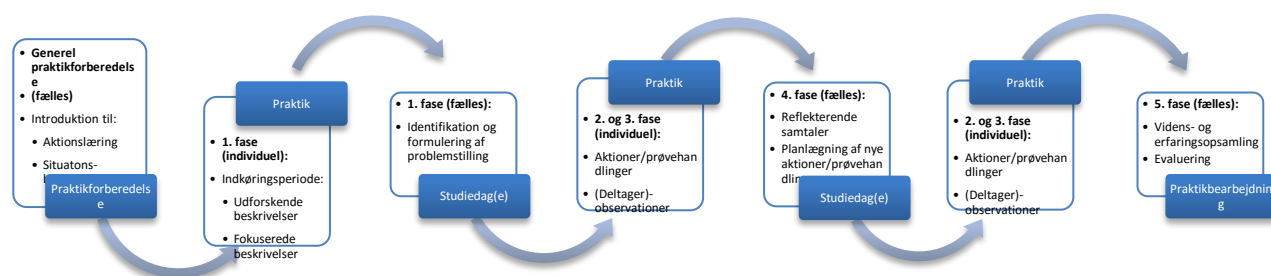 • Generel
praktikforberedels
e
• (fælles)
• Introduktion til:
• Aktionslæring
• Situatons-
Praktikforberedels
e
Praktik
• 1. fase
(individuel):
• Indkøringsperiode:
• Udforskende
beskrivelser
• Fokuserede
beskrivelser
• 1. fase (fælles):
• Identifikation og
formulering af
problemstilling
Studiedag(e)
Praktik
• 2. og 3. fase
(individuel):
• Aktioner/prøvehan
dlinger
• (Deltager)-
observationer
• 4. fase (fælles):
• Reflekterende
samtaler
• Planlægning af nye
aktioner/prøvehan
Studiedag(e)
Praktik
• 2. og 3. fase
(individuel):
• Aktioner/prøvehan
dlinger
• (Deltager)-
observationer
• 5. fase (fælles):
• Videns- og
erfaringsopsamling
• Evaluering
Praktikbearbejdnin
g